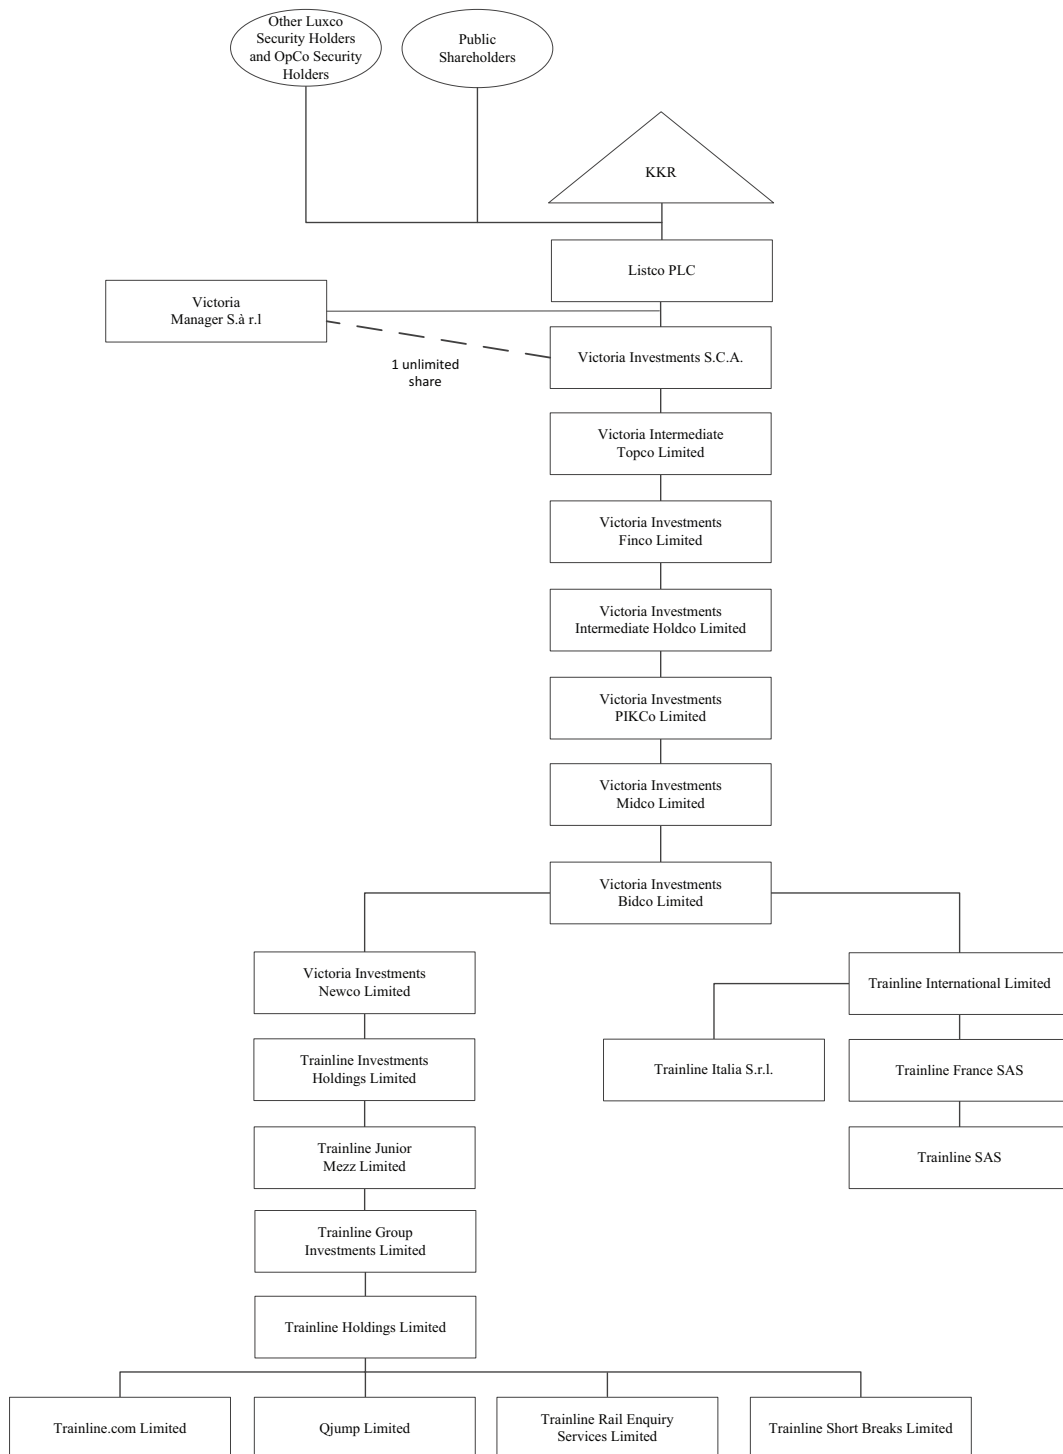 Other Luxco
Security Holders
and OpCo Security
Holders
Public
Shareholders
KKR
Listco PLC
Victoria
Manager S.à r.l
Victoria Investments S.C.A.
1 unlimited
share
Victoria Intermediate
Topco Limited
Victoria Investments
Finco Limited
Victoria Investments
Intermediate Holdco Limited
Victoria Investments
PIKCo Limited
Victoria Investments
Midco Limited
Victoria Investments
Bidco Limited
Victoria Investments
Newco Limited
Trainline International Limited
Trainline Investments
Holdings Limited
Trainline Italia S.r.l.
Trainline France SAS
Trainline Junior
Mezz Limited
Trainline SAS
Trainline Group
Investments Limited
Trainline Holdings Limited
Trainline.com Limited
Qjump Limited
Trainline Rail Enquiry
Services Limited
Trainline Short Breaks Limited